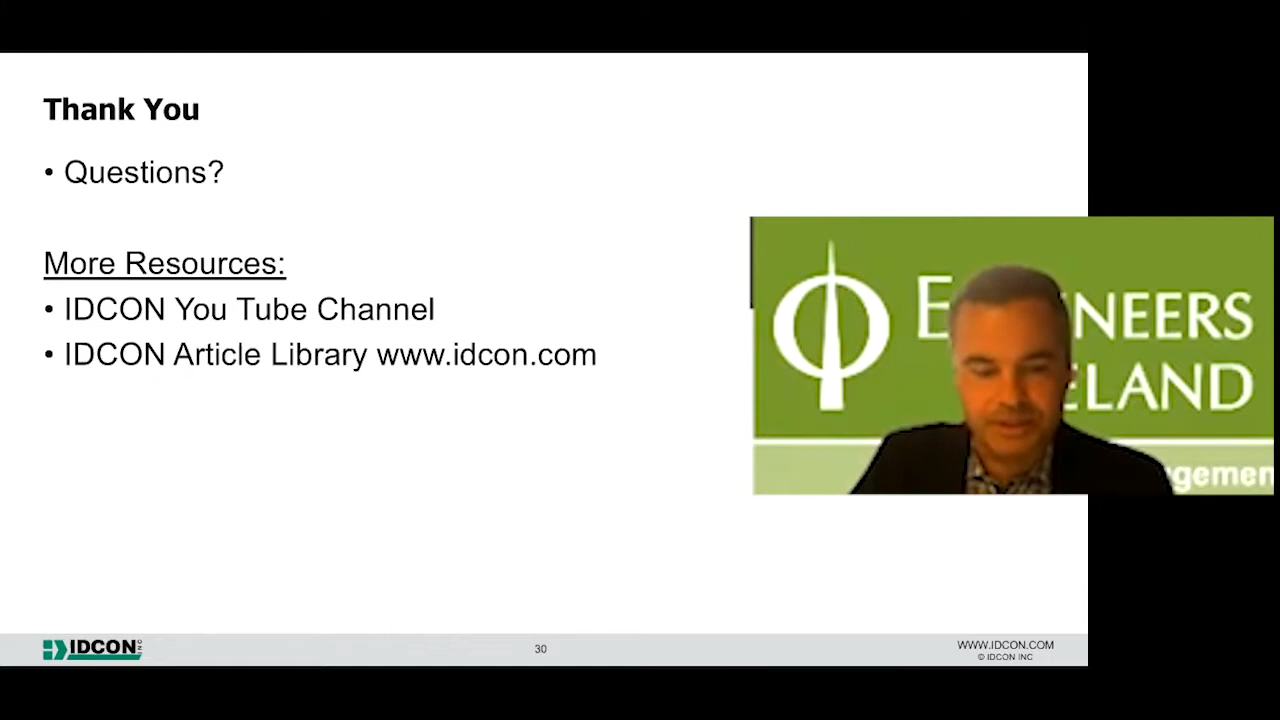 Thank You
• Questions?
More Resources:
• IDCON You Tube Channel
• IDCON Article Library www.idcon.com
E NEERS
ELAND
gemen
IDCON INC
30
WWW.IDCON.COM
© IDCON INC